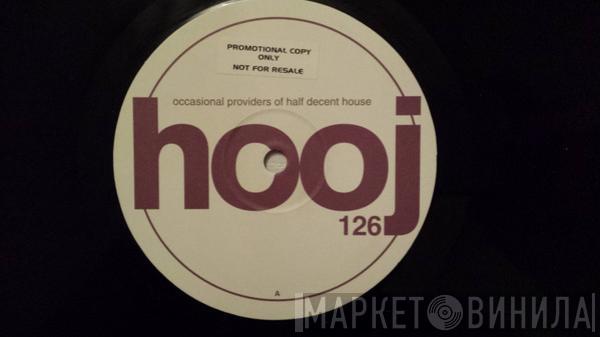 PROMOTIONAL COPY
ONLY
NOT FOR RESALE
occasional providers of half decent house
hooj
126
A
МАРКЕТ ВИНИЛА